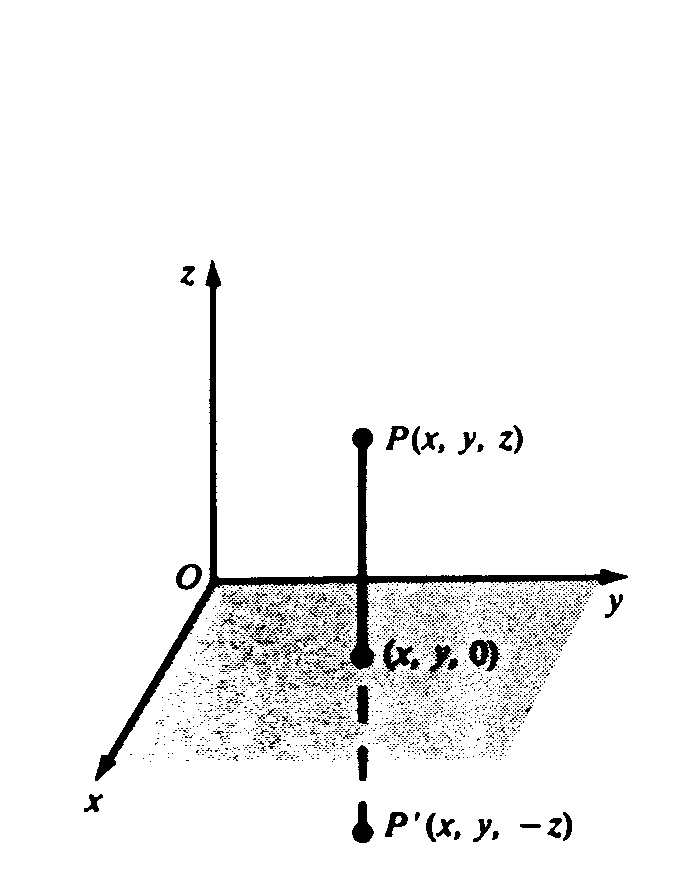 z
P(x, y, z)
O
y
(x, y, 0)
x
P'(x, y, −z)